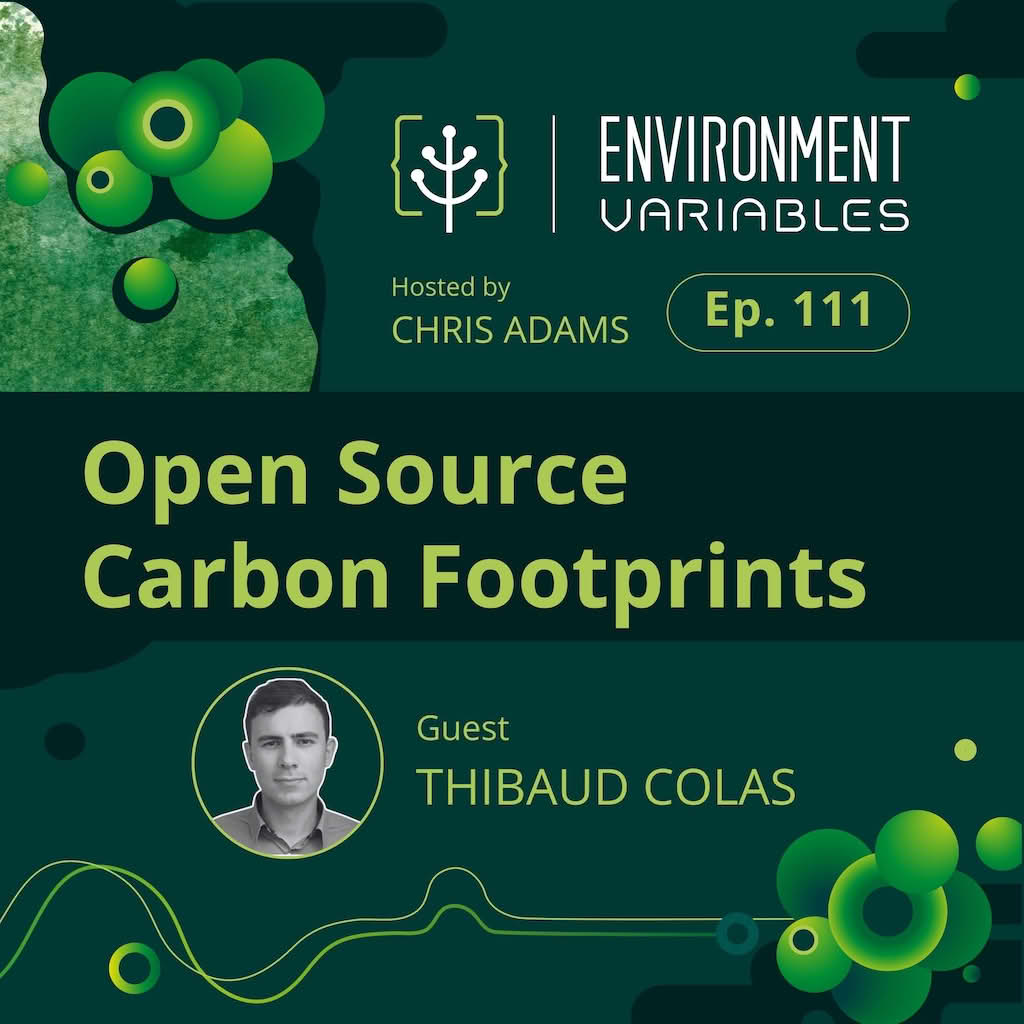 ENVIRONMENT
VARIABLES
Hosted by
CHRIS ADAMS
Ep. 111
Open Source
Carbon Footprints
Guest
THIBAUD COLAS